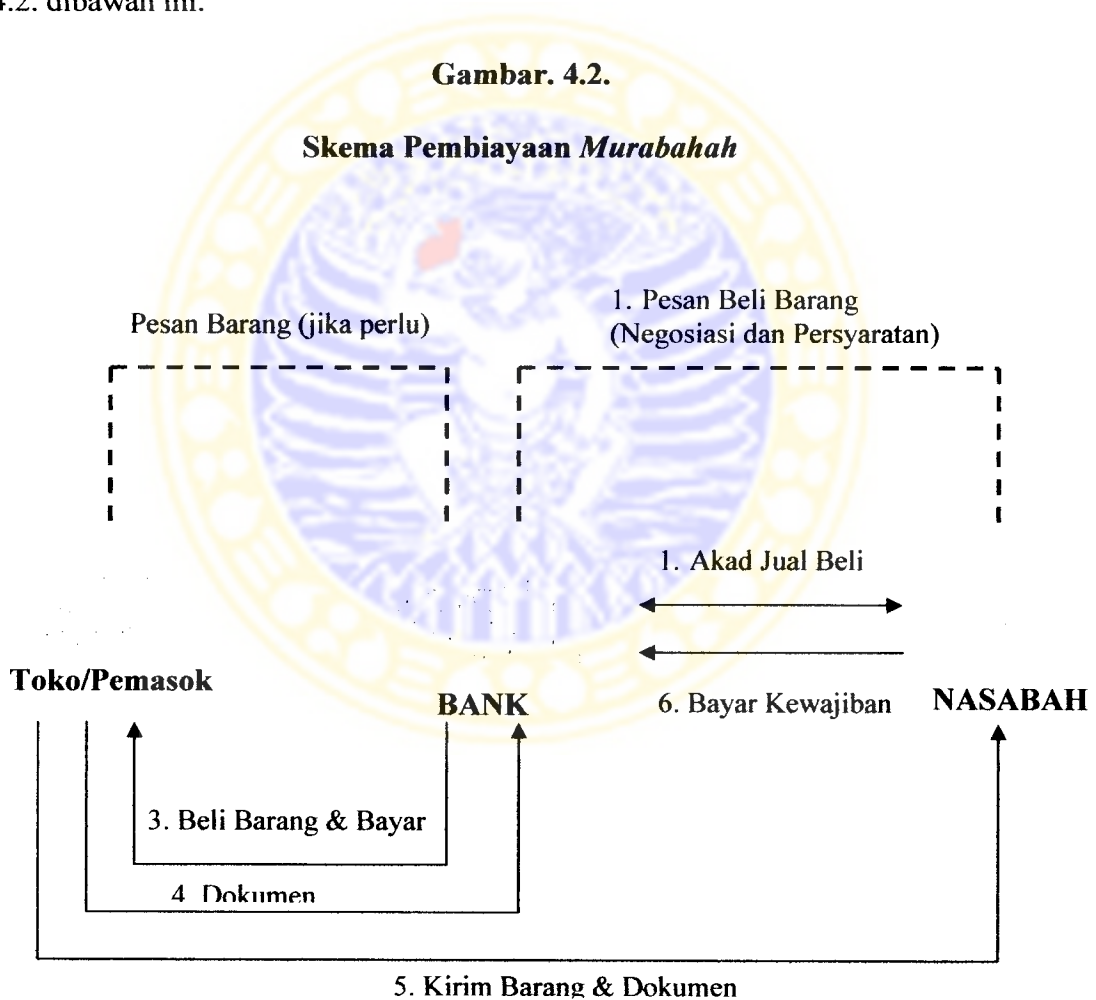 4.2. dibawah ini.
Gambar. 4.2.
Skema Pembiayaan Murabahah
Pesan Barang (jika perlu)
1. Pesan Beli Barang
(Negosiasi dan Persyaratan)
1. Akad Jual Beli
Toko/Pemasok
BANK
6. Bayar Kewajiban
NASABAH
3. Beli Barang & Bayar
4 Dokumen
5. Kirim Barang & Dokumen